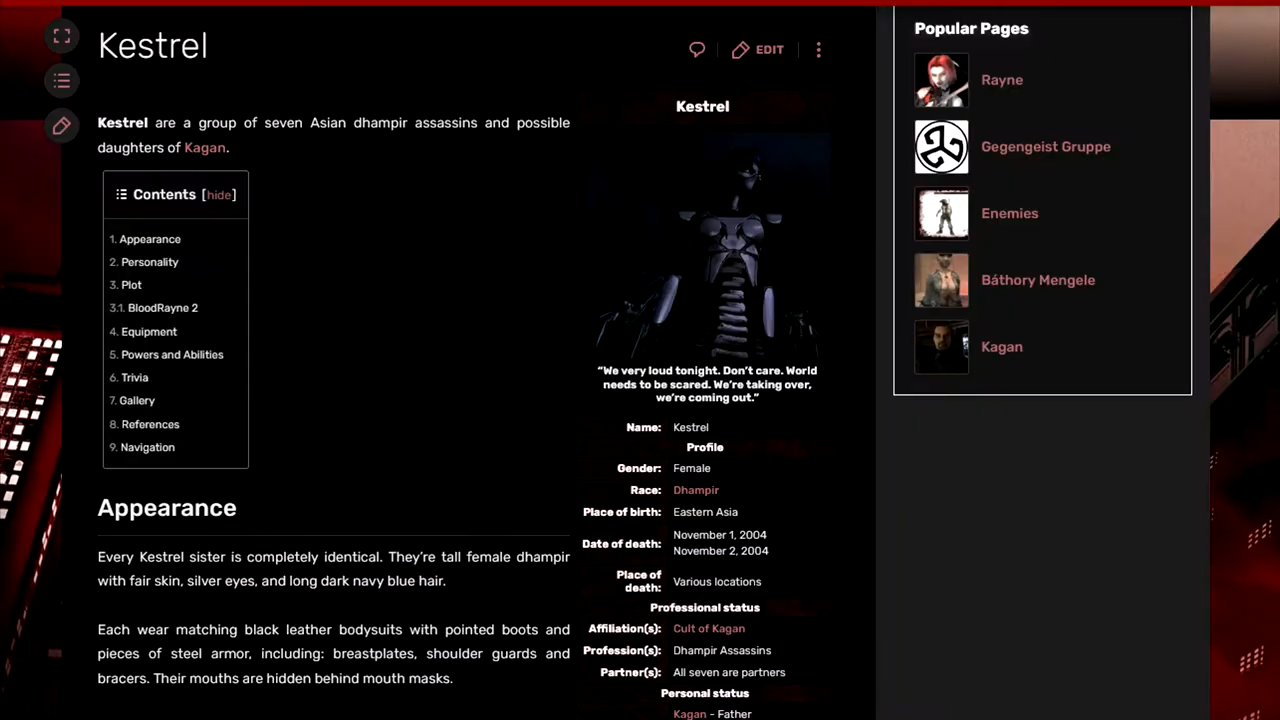 Kestrel
EDIT
Kestrel are a group of seven Asian dhampir assassins and possible
daughters of Kagan.
Contents [hide]
1. Appearance
2. Personality
3. Plot
3.1. BloodRayne 2
4. Equipment
5. Powers and Abilities
6. Trivia
7. Gallery
8. References
9. Navigation
Appearance
Every Kestrel sister is completely identical. They're tall female dhampir
with fair skin, silver eyes, and long dark navy blue hair.
Each wear matching black leather bodysuits with pointed boots and
pieces of steel armor, including: breastplates, shoulder guards and
bracers. Their mouths are hidden behind mouth masks.
Kestrel
“We very loud tonight. Don't care. World
needs to be scared. We're taking over,
we're coming out.”
Name: Kestrel
Profile
Gender: Female
Race: Dhampir
Place of birth: Eastern Asia
Date of death: November 1, 2004
November 2, 2004
Place of
death: Various locations
Professional status
Affiliation(s): Cult of Kagan
Profession(s): Dhampir Assassins
Partner(s): All seven are partners
Personal status
Kagan - Father
Popular Pages
Rayne
Gegengeist Gruppe
Enemies
Báthory Mengele
Kagan